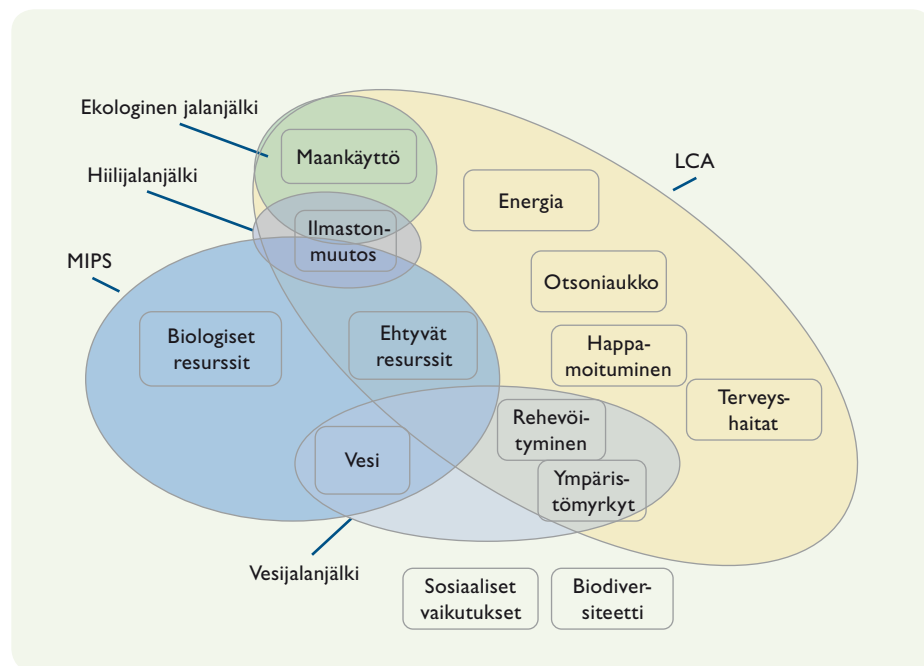 Ekologinen jalanjälki
Maankäyttö
LCA
Hiilijalanjälki
Energia
Ilmaston-
muutos
MIPS
Otsoniaukko
Biologiset
resurssit
Ehtyvät
resurssit
Happa-
moituminen
Terveys-
haitat
Rehevöi-
tyminen
Vesi
Ympäris-
tömyrkyt
Vesijalanjälki
Sosiaaliset
vaikutukset
Biodiver-
siteetti